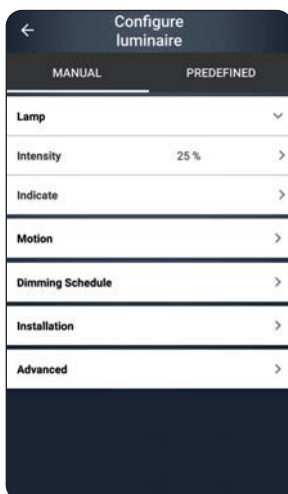 Configure
luminaire
MANUAL PREDEFINED
Lamp
Intensity 25 %
Indicate
Motion
Dimming Schedule
Installation
Advanced